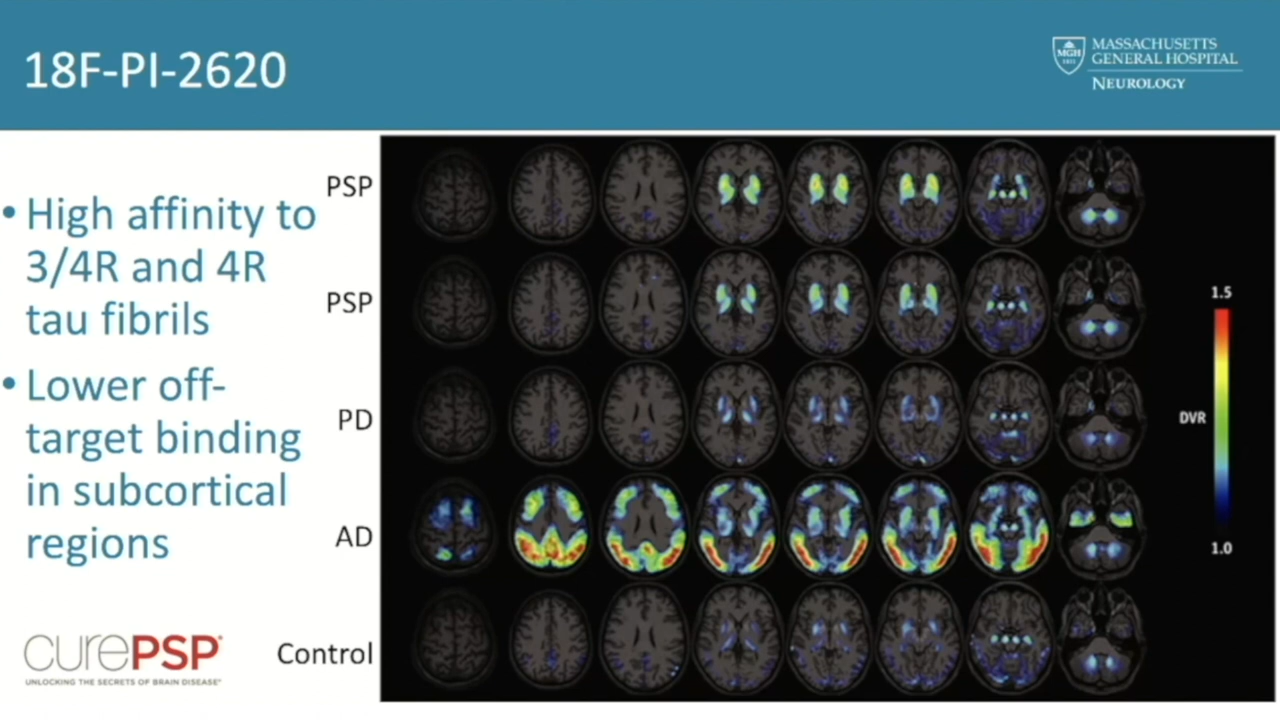 18F-PI-2620
MGH
1811
MASSACHUSETTS
GENERAL HOSPITAL
NEUROLOGY
• High affinity to
3/4R and 4R
tau fibrils
• Lower off-
target binding
in subcortical
regions
curePSP®
UNLOCKING THE SECRETS OF BRAIN DISEASE®
PSP
PSP
PD
AD
Control
1.5
DVR
1.0